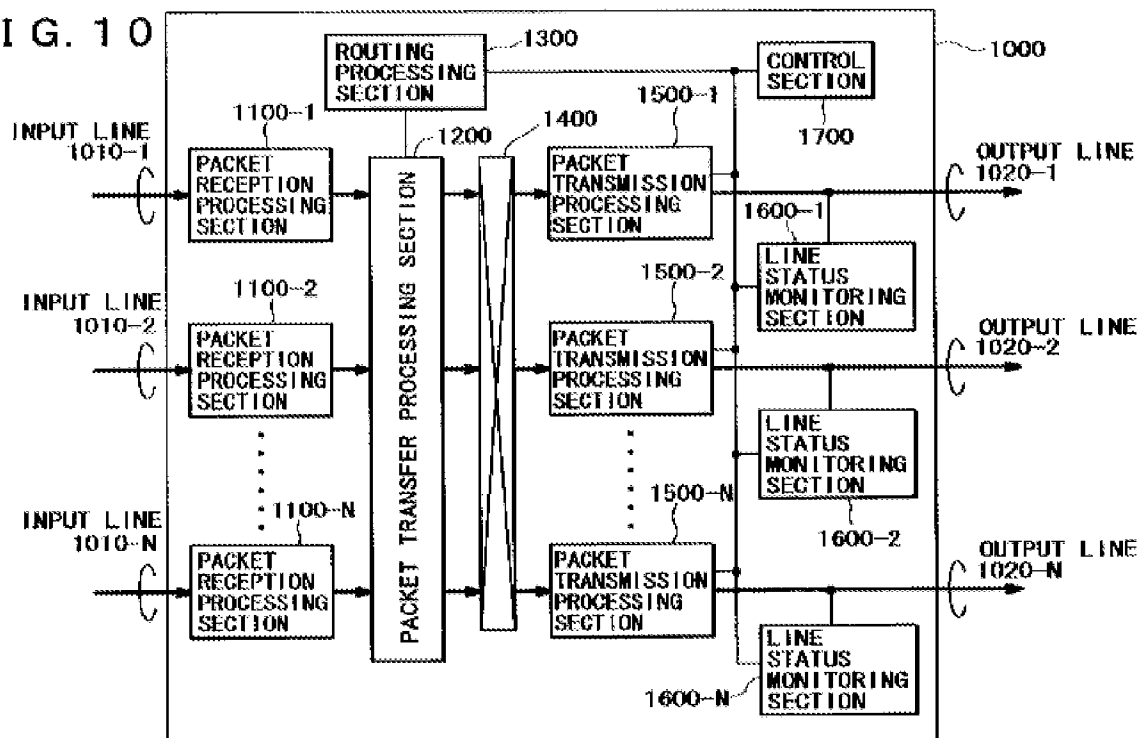 IG. 10
1300
ROUTING
PROCESSING
SECTION
CONTROL
SECTION
1700
1000
1100-1
1200
1400
1500-1
INPUT LINE
1010-1
PACKET
RECEPTION
PROCESSING
SECTION
PACKET TRANSFER PROCESSING SECTION
PACKET
TRANSMISSION
PROCESSING
SECTION
OUTPUT LINE
1020-1
1600-1
LINE
STATUS
MONITORING
SECTION
INPUT LINE
1010-2
1100-2
PACKET
RECEPTION
PROCESSING
SECTION
1500-2
PACKET
TRANSMISSION
PROCESSING
SECTION
OUTPUT LINE
1020-2
LINE
STATUS
MONITORING
SECTION
1600-2
INPUT LINE
1010-N
1100-N
PACKET
RECEPTION
PROCESSING
SECTION
1500-N
PACKET
TRANSMISSION
PROCESSING
SECTION
OUTPUT LINE
1020-N
LINE
STATUS
MONITORING
SECTION
1600-N